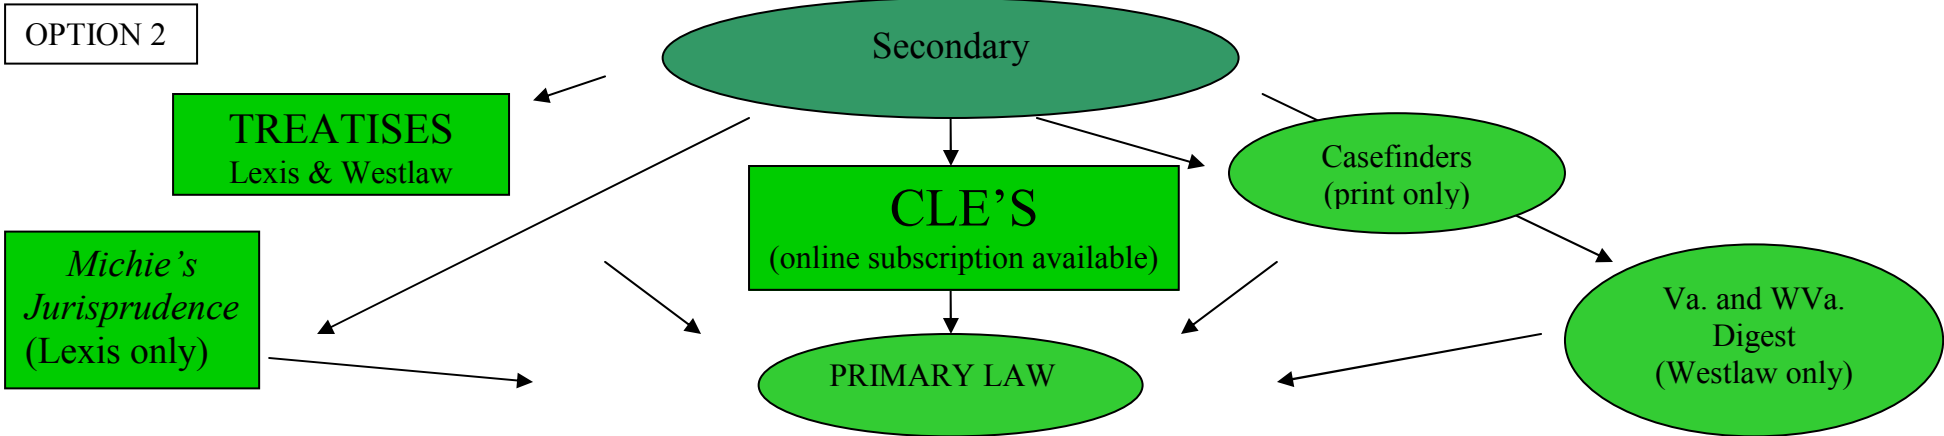 OPTION 2
Secondary
TREATISES
Lexis & Westlaw
Casefinders
(print only)
CLE’S
(online subscription available)
Michie’s
Jurisprudence
(Lexis only)
Va. and WVa.
Digest
(Westlaw only)
PRIMARY LAW